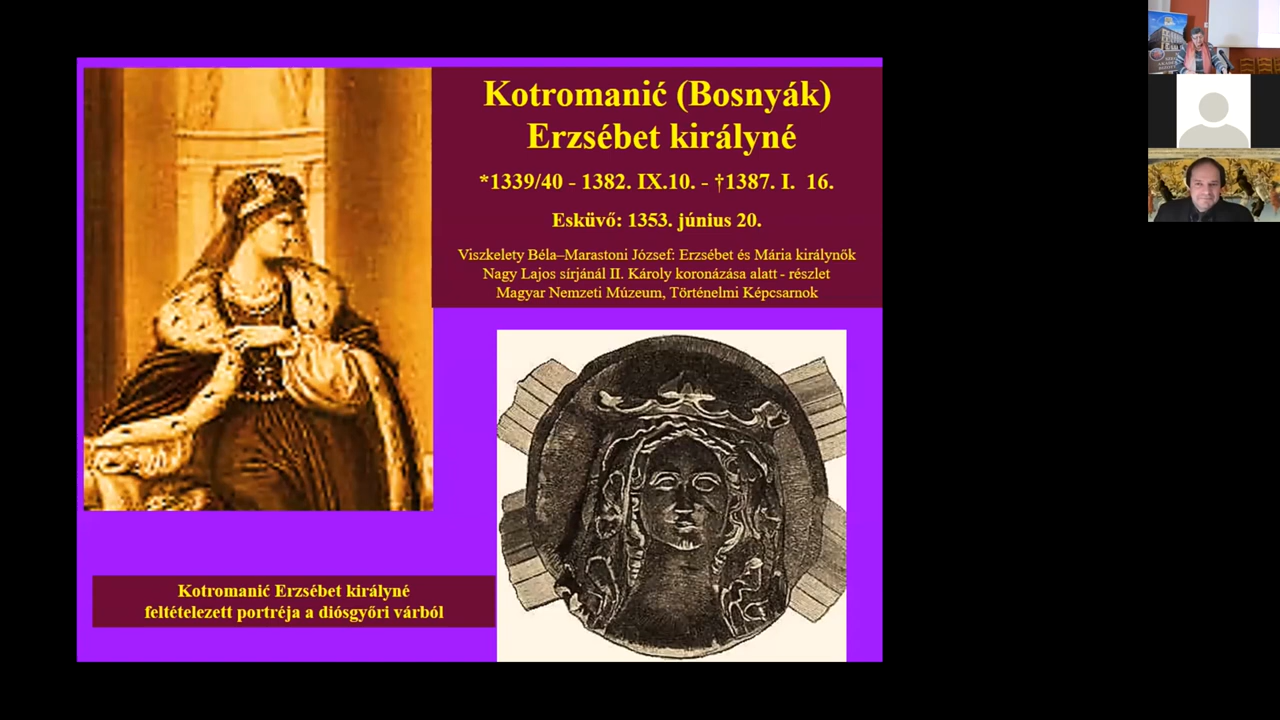 Kotromanić (Bosnyák)
Erzsébet királyné
*1339/40 - 1382. IX.10. - †1387. I. 16.
Esküvő: 1353. június 20.
Viszkelety Béla–Marastoni József: Erzsébet és Mária királynők
Nagy Lajos sírjánál II. Károly koronázása alatt - részlet
Magyar Nemzeti Múzeum, Történelmi Képcsarnok
Kotromanić Erzsébet királyné
feltételezett portréja a diósgyőri várból